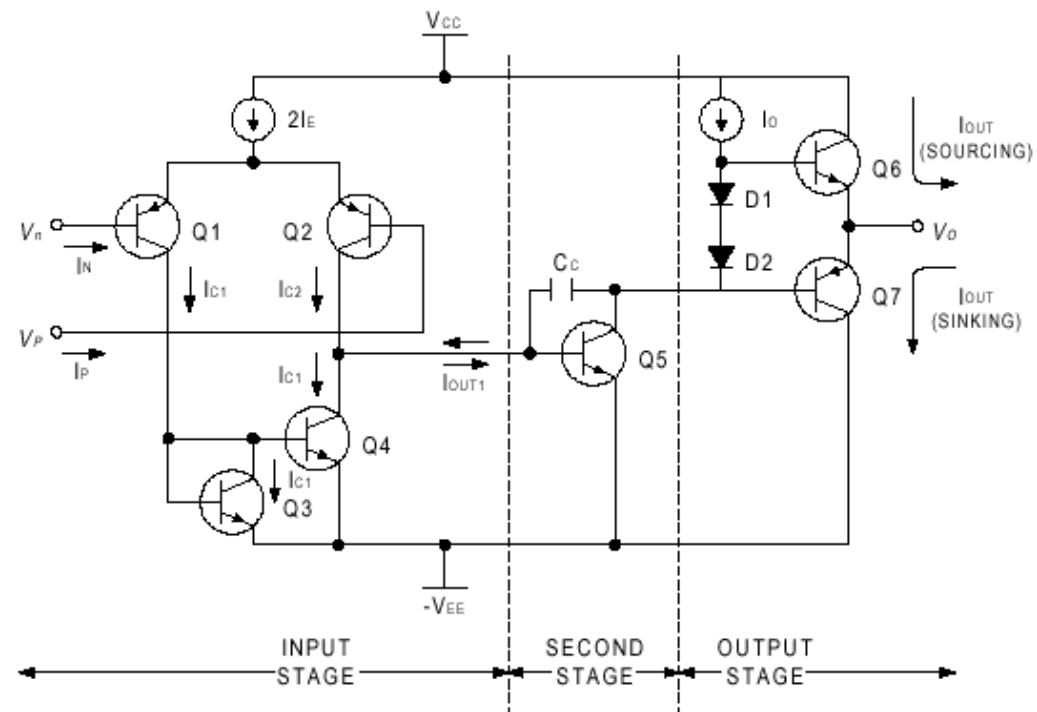 VCC
2IE
IO
IOUT
(SOURCING)
Q6
D1
Vn
Q1
Q2
VO
IN
CC
D2
IC1
IC2
Q7
IOUT
(SINKING)
VP
IP
IC1
IOUT1
Q5
Q4
IC1
Q3
-VEE
INPUT
STAGE
SECOND
STAGE
OUTPUT
STAGE